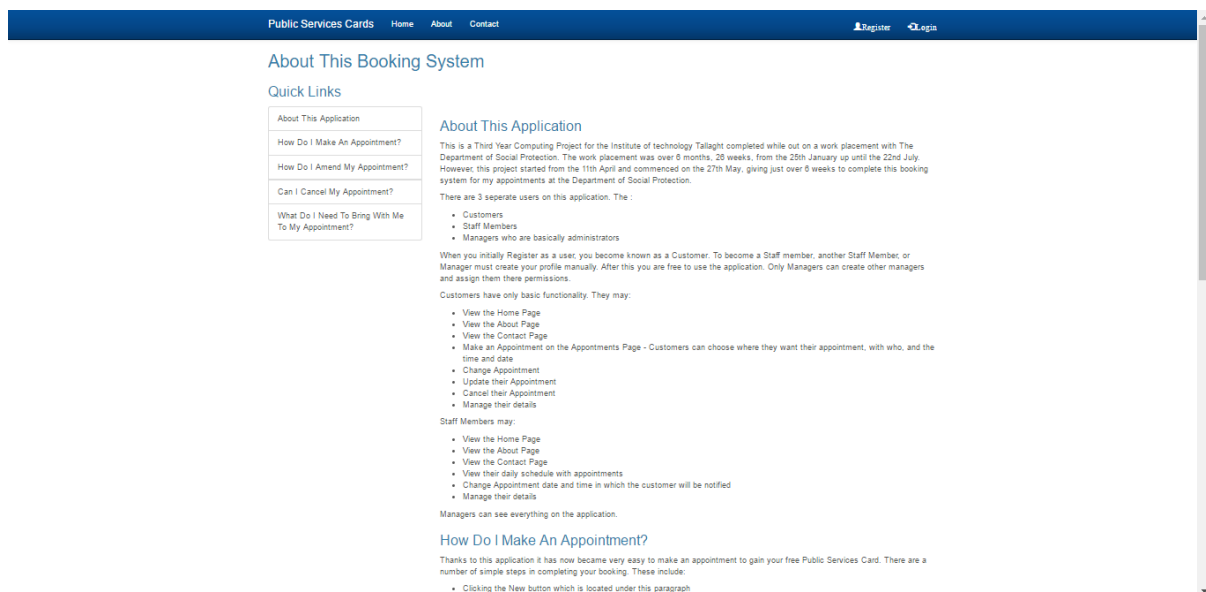 Public Services Cards Home About Contact Register Login
About This Booking System
Quick Links
About This Application
How Do I Make An Appointment?
How Do I Amend My Appointment?
Can I Cancel My Appointment?
What Do I Need To Bring With Me
To My Appointment?
About This Application
This is a Third Year Computing Project for the Institute of technology Tallaght completed while out on a work placement with The
Department of Social Protection. The work placement was over 6 months, 26 weeks, from the 25th January up until the 22nd July.
However, this project started from the 11th April and commenced on the 27th May, giving just over 6 weeks to complete this booking
system for my appointments at the Department of Social Protection.
There are 3 seperate users on this application. The :
• Customers
• Staff Members
• Managers who are basically administrators
When you initially Register as a user, you become known as a Customer. To become a Staff member, another Staff Member, or
Manager must create your profile manually. After this you are free to use the application. Only Managers can create other managers
and assign them there permissions.
Customers have only basic functionality. They may:
• View the Home Page
• View the About Page
• View the Contact Page
• Make an Appointment on the Appontments Page - Customers can choose where they want their appointment, with who, and the
time and date
• Change Appointment
• Update their Appointment
• Cancel their Appointment
• Manage their details
Staff Members may:
• View the Home Page
• View the About Page
• View the Contact Page
• View their daily schedule with appointments
• Change Appointment date and time in which the customer will be notified
• Manage their details
Managers can see everything on the application.
How Do I Make An Appointment?
Thanks to this application it has now became very easy to make an appointment to gain your free Public Services Card. There are a
number of simple steps in completing your booking. These include:
• Clicking the New button which is located under this paragraph